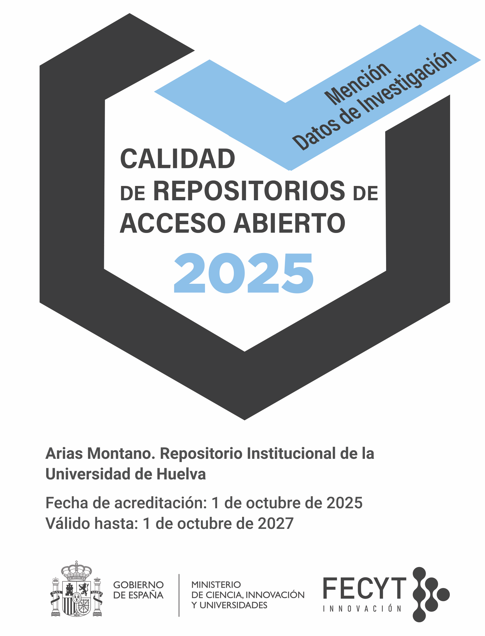 Mención
Datos de Investigación
CALIDAD
DE REPOSITORIOS DE
ACCESO ABIERTO
2025
Arias Montano. Repositorio Institucional de la
Universidad de Huelva
Fecha de acreditación: 1 de octubre de 2025
Válido hasta: 1 de octubre de 2027
GOBIERNO
DE ESPAÑA
MINISTERIO
DE CIENCIA, INNOVACIÓN
Y UNIVERSIDADES
FECYT
INNOVACIÓN